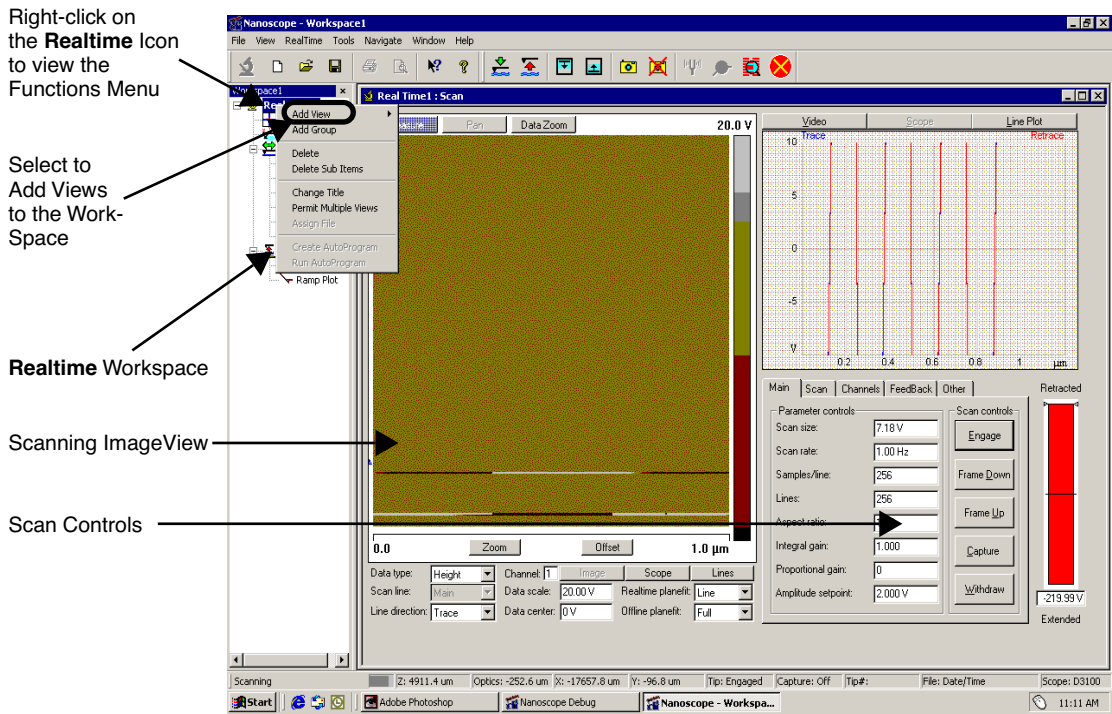 Right-click on
the Realtime Icon
to view the
Functions Menu
Select to
Add Views
to the Work-
Space
Realtime Workspace
Scanning ImageView
Scan Controls
Nanoscope - Workspace1
File View RealTime Tools Navigate Window Help
Real Time1 : Scan
Add View
Add Group
Delete
Delete Sub Items
Change Title
Permit Multiple Views
Assign File
Create AutoProgram
Run AutoProgram
Ramp Plot
Pan Data Zoom 20.0 V
0.0 Zoom Offset 1.0 µm
Data type: Height Channel: 1 Image Scope Lines
Scan line: Main Data scale: 20.00 V Realtime planefit: Line
Line direction: Trace Data center: 0 V Offline planefit: Full
Video Scope Line Plot
Trace Retrace
10
5
0
-5
V
0.2 0.4 0.6 0.8 1 µm
Main Scan Channels FeedBack Other
Parameter controls
Scan size: 7.18 V
Scan rate: 1.00 Hz
Samples/line: 256
Lines: 256
Aspect ratio:
Integral gain: 1.000
Proportional gain: 0
Amplitude setpoint: 2.000 V
Scan controls
Engage
Frame Down
Frame Up
Capture
Withdraw
Retracted
-219.99 V
Extended
Scanning Z: 4911.4 um Optics: -252.6 um X: -17657.8 um Y: -96.8 um Tip: Engaged Capture: Off Tip#: File: Date/Time Scope: D3100
Start Adobe Photoshop Nanoscope Debug Nanoscope - Workspa... 11:11 AM